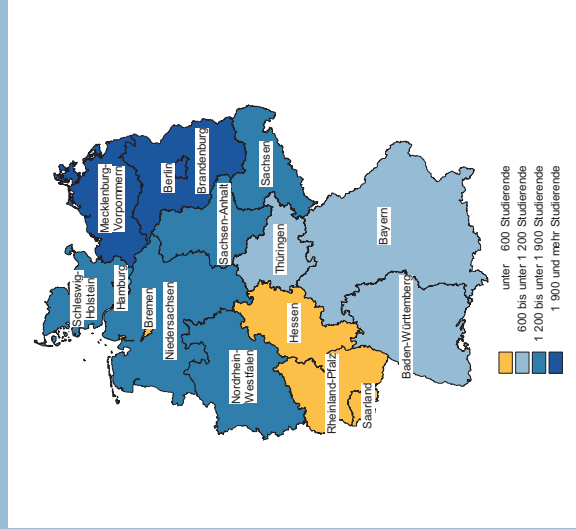 Schleswig-
Holstein
Mecklenburg-
Vorpommern
Hamburg
Bremen
Niedersachsen
Berlin
Brandenburg
Sachsen-Anhalt
Sachsen
Nordrhein-
Westfalen
Thüringen
Hessen
Rheinland-Pfalz
Saarland
Bayern
Baden-Württemberg
unter 600 Studierende
600 bis unter 1 200 Studierende
1 200 bis unter 1 900 Studierende
1 900 und mehr Studierende